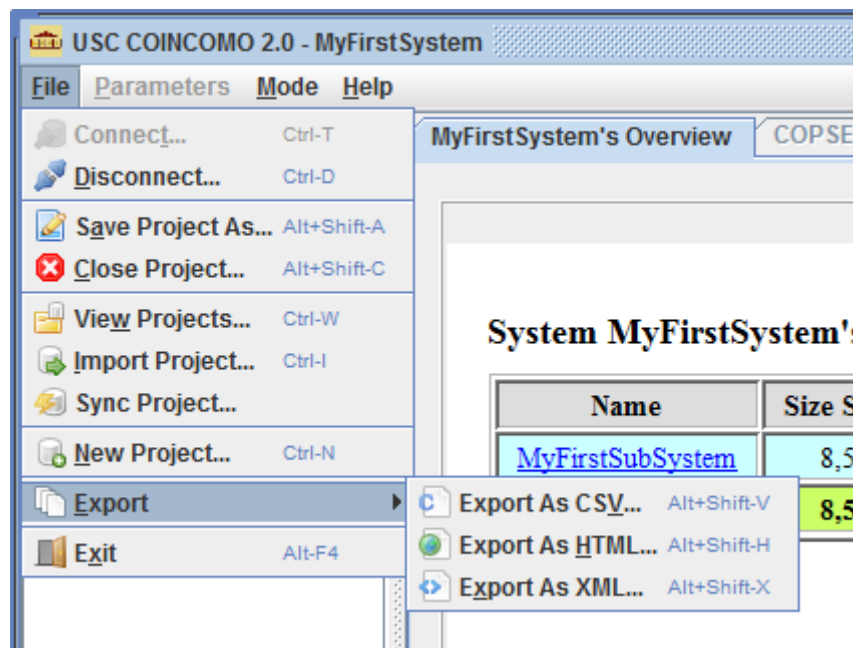 USC COINCOMO 2.0 - MyFirstSystem
File Parameters Mode Help
Connect... Ctrl-T
Disconnect... Ctrl-D
Save Project As... Alt+Shift-A
Close Project... Alt+Shift-C
View Projects... Ctrl-W
Import Project... Ctrl-I
Sync Project...
New Project... Ctrl-N
Export
Exit Alt-F4
Export As CSV... Alt+Shift-V
Export As HTML... Alt+Shift-H
Export As XML... Alt+Shift-X
MyFirstSystem's Overview COPSE
System MyFirstSystem'
Name Size S
MyFirstSubSystem 8,5
8,5